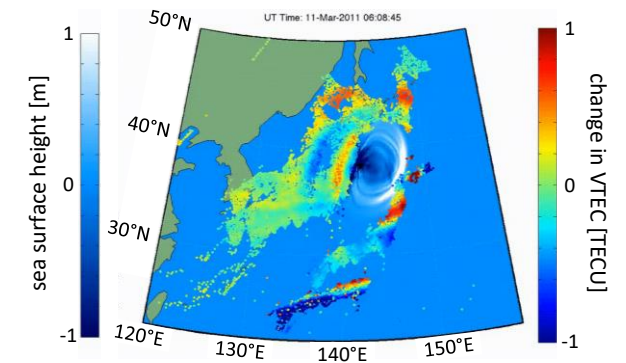 UT Time: 11-Mar-2011 06:08:45
50°N
40°N
30°N
120°E
130°E
140°E
150°E
1
0
-1
sea surface height [m]
1
0
-1
change in VTEC [TECU]